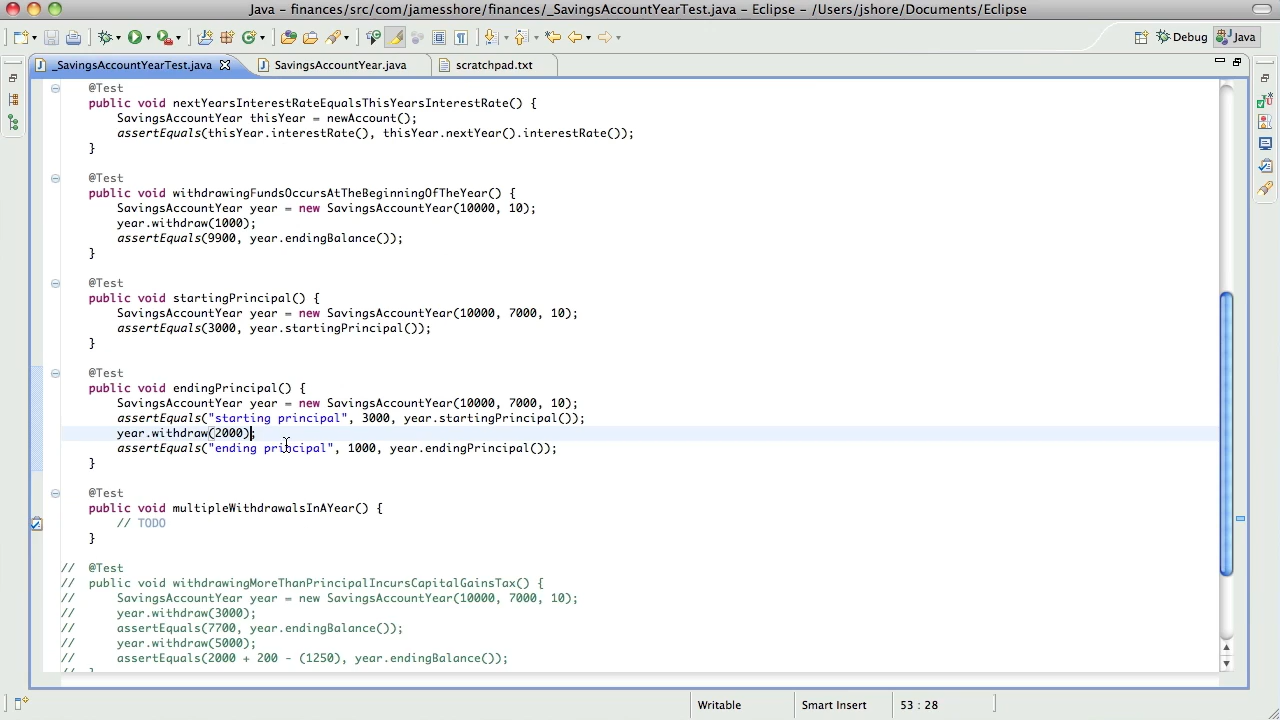 Java - finances/src/com/jamesshore/finances/_SavingsAccountYearTest.java - Eclipse - /Users/jshore/Documents/Eclipse
Debug Java
_SavingsAccountYearTest.java SavingsAccountYear.java scratchpad.txt
@Test
public void nextYearsInterestRateEqualsThisYearsInterestRate() {
SavingsAccountYear thisYear = newAccount();
assertEquals(thisYear.interestRate(), thisYear.nextYear().interestRate());
}
@Test
public void withdrawingFundsOccursAtTheBeginningOfTheYear() {
SavingsAccountYear year = new SavingsAccountYear(10000, 10);
year.withdraw(1000);
assertEquals(9900, year.endingBalance());
}
@Test
public void startingPrincipal() {
SavingsAccountYear year = new SavingsAccountYear(10000, 7000, 10);
assertEquals(3000, year.startingPrincipal());
}
@Test
public void endingPrincipal() {
SavingsAccountYear year = new SavingsAccountYear(10000, 7000, 10);
assertEquals("starting principal", 3000, year.startingPrincipal());
year.withdraw(2000);
assertEquals("ending principal", 1000, year.endingPrincipal());
}
@Test
public void multipleWithdrawalsInAYear() {
// TODO
}
// @Test
// public void withdrawingMoreThanPrincipalIncursCapitalGainsTax() {
// SavingsAccountYear year = new SavingsAccountYear(10000, 7000, 10);
// year.withdraw(3000);
// assertEquals(7700, year.endingBalance());
// year.withdraw(5000);
// assertEquals(2000 + 200 - (1250), year.endingBalance());
// }
Writable Smart Insert 53 : 28